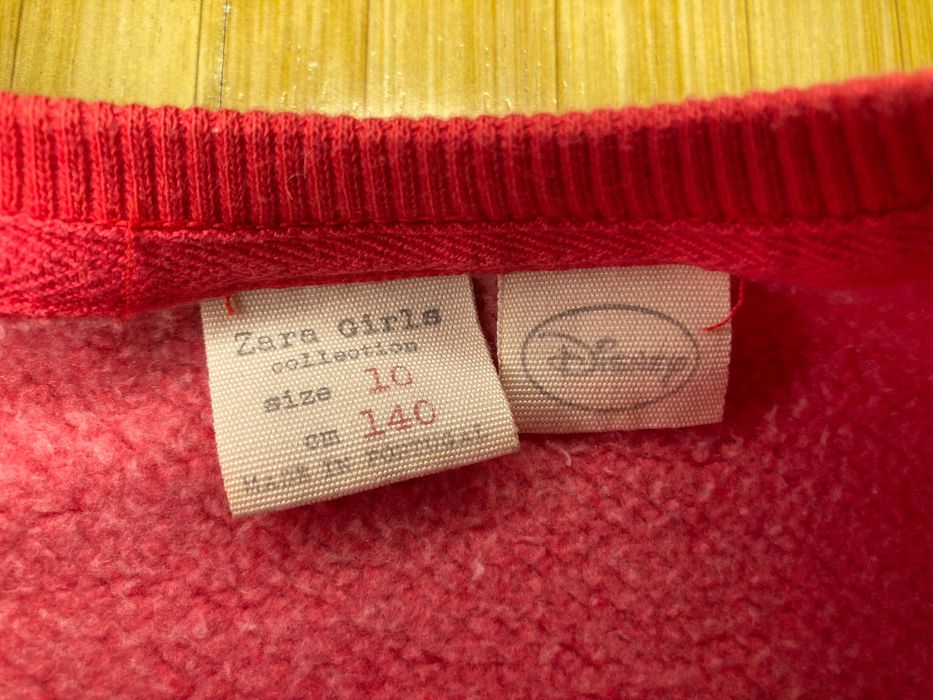 Zara Girls
collection
size 10
cm 140
MADE IN PORTUGAL
Disney